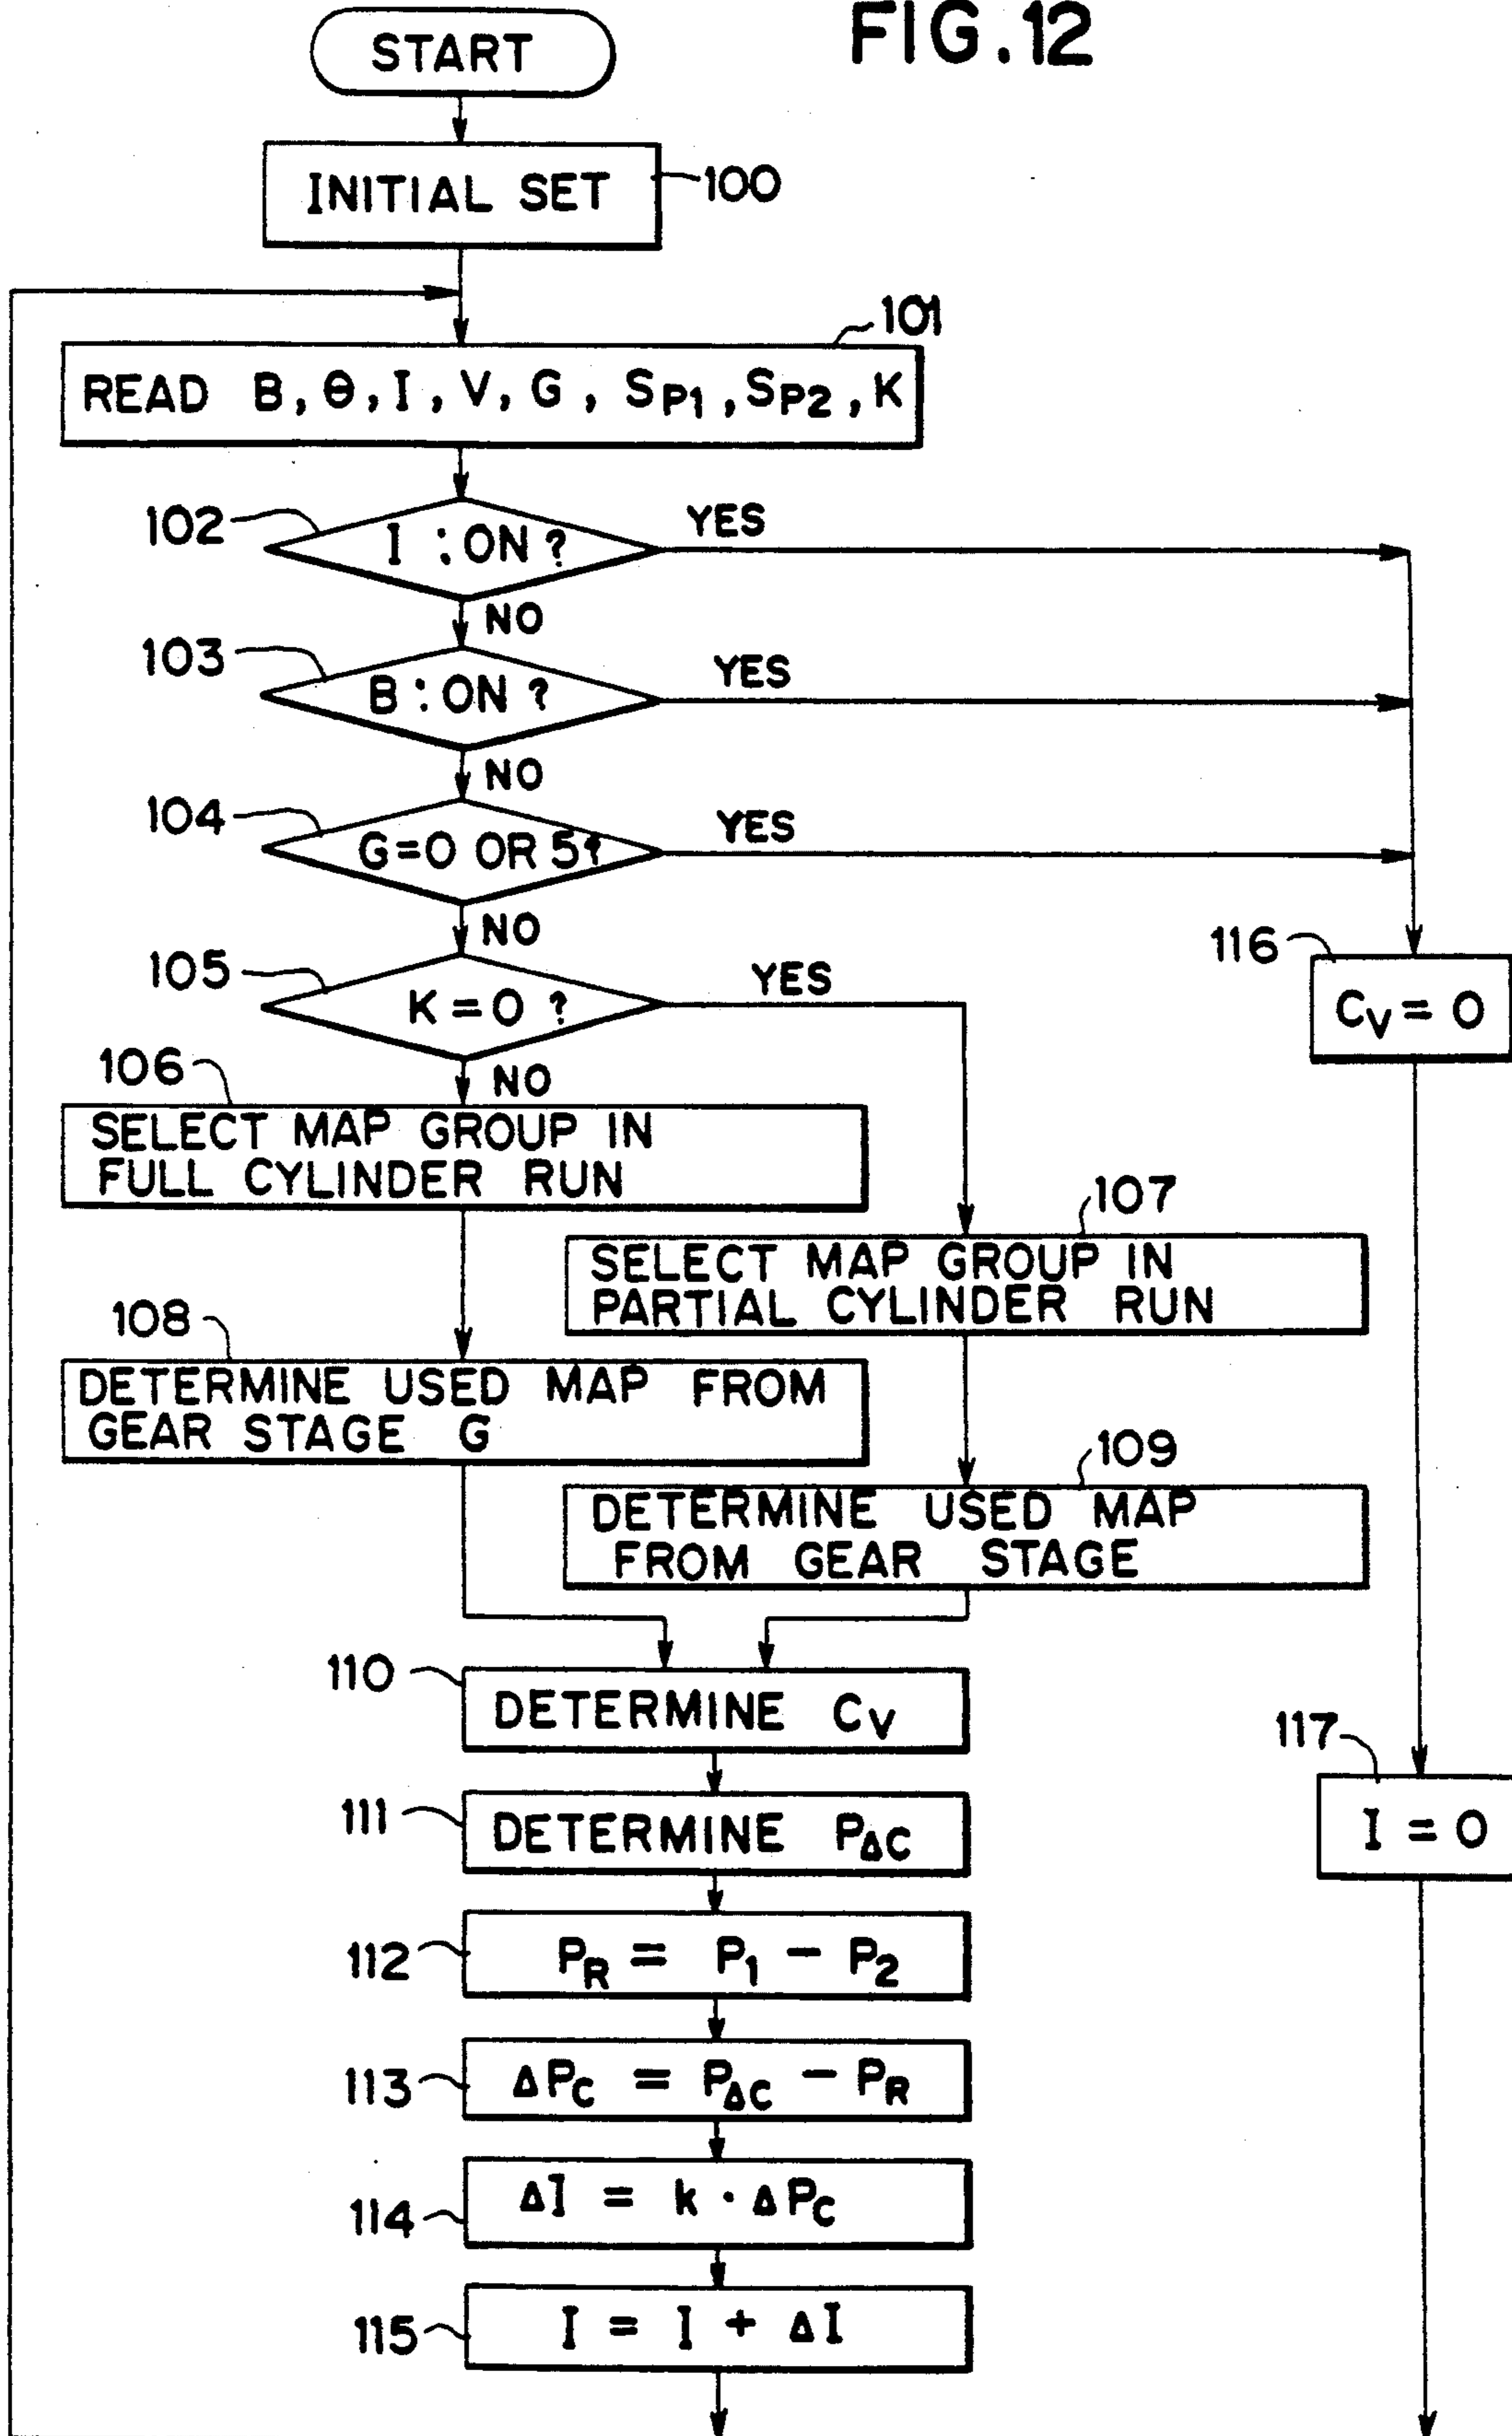 FIG.12
START
INITIAL SET
100
101
READ B, Θ, I, V, G, SP1, SP2, K
102
I : ON ?
YES
NO
103
B : ON ?
YES
NO
104
G=0 OR 5?
YES
NO
105
K = 0 ?
YES
NO
116
CV = 0
106
SELECT MAP GROUP IN
FULL CYLINDER RUN
107
SELECT MAP GROUP IN
PARTIAL CYLINDER RUN
108
DETERMINE USED MAP FROM
GEAR STAGE G
109
DETERMINE USED MAP
FROM GEAR STAGE
110
DETERMINE CV
111
DETERMINE PΔC
117
I = 0
112
PR = P1 - P2
113
ΔPC = PΔC - PR
114
ΔI = k · ΔPC
115
I = I + ΔI